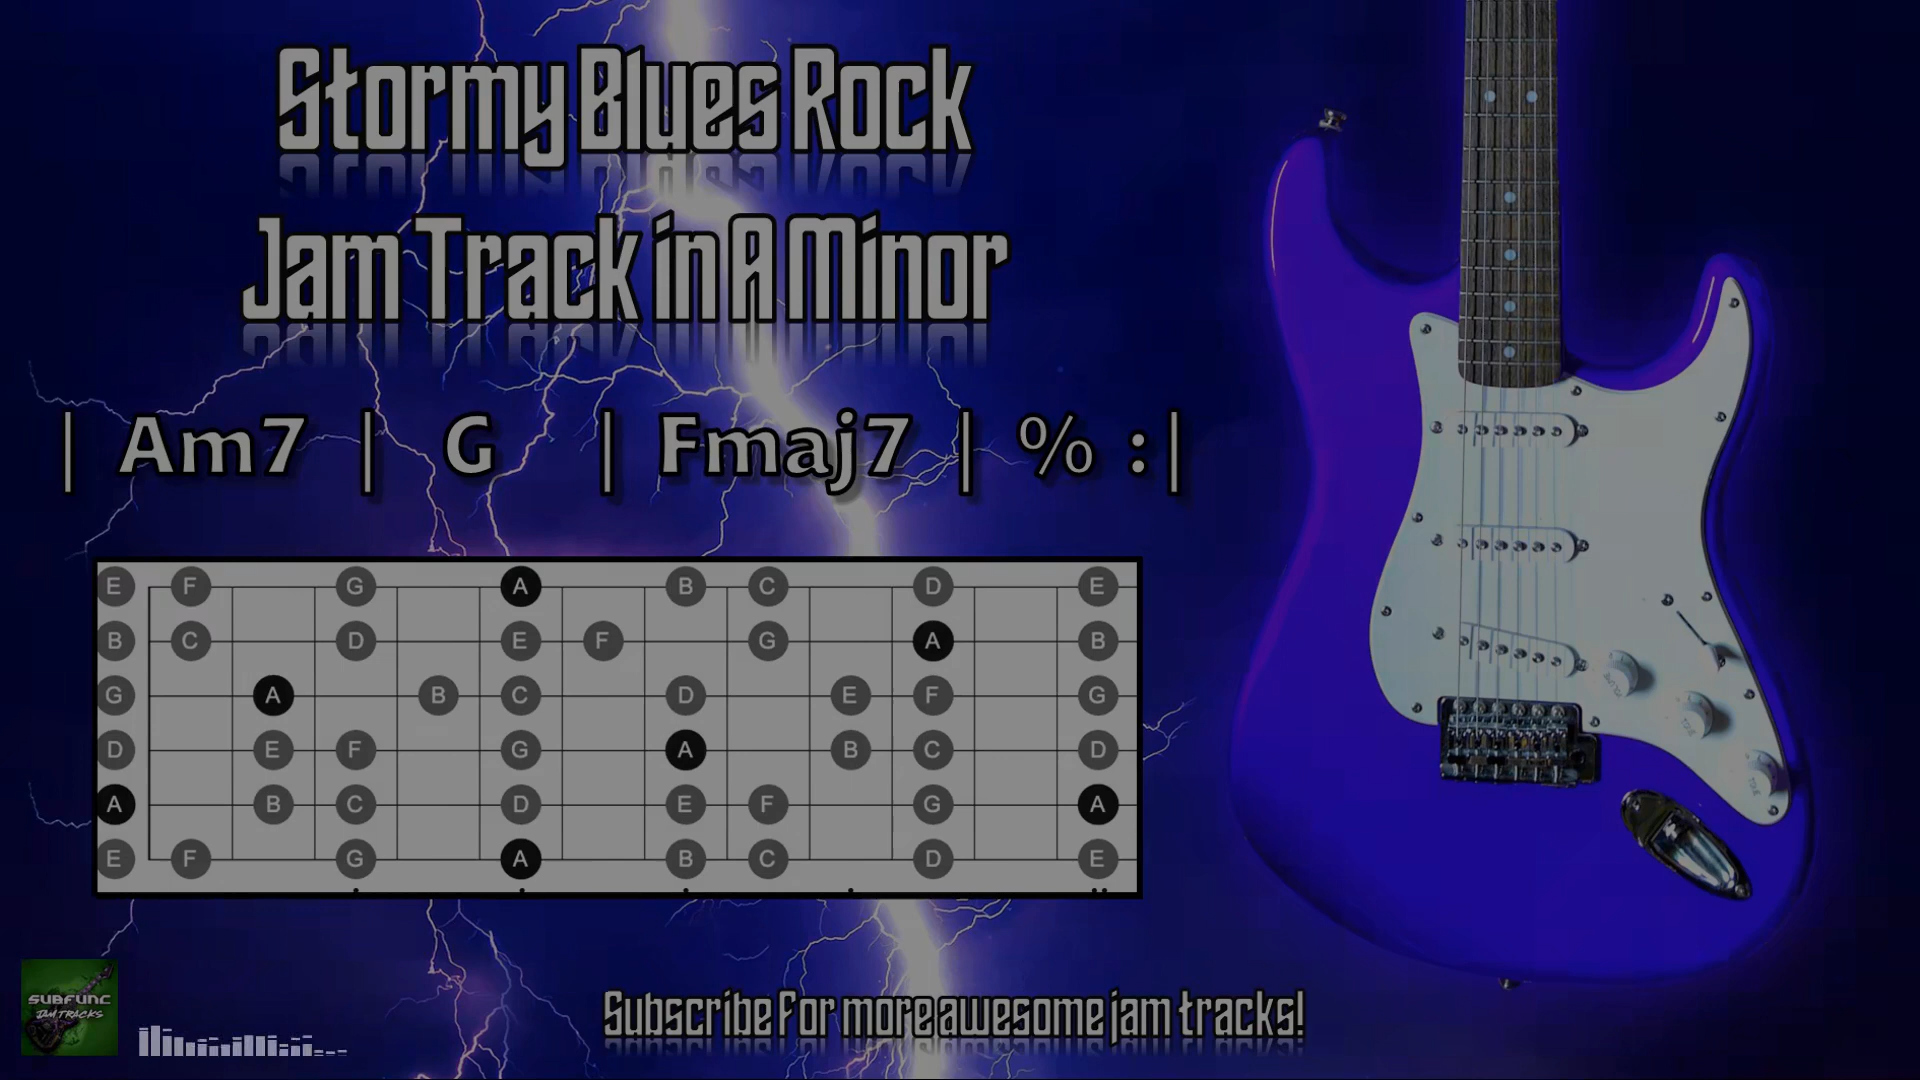 Stormy Blues Rock
Jam Track in A Minor
| Am7 | G | Fmaj7 | % :|
E F G A B C D E
B C D E F G A B
G A B C D E F G
D E F G A B C D
A B C D E F G A
E F G A B C D E
SUBFUNC
JAM TRACKS
Subscribe for more awesome jam tracks!